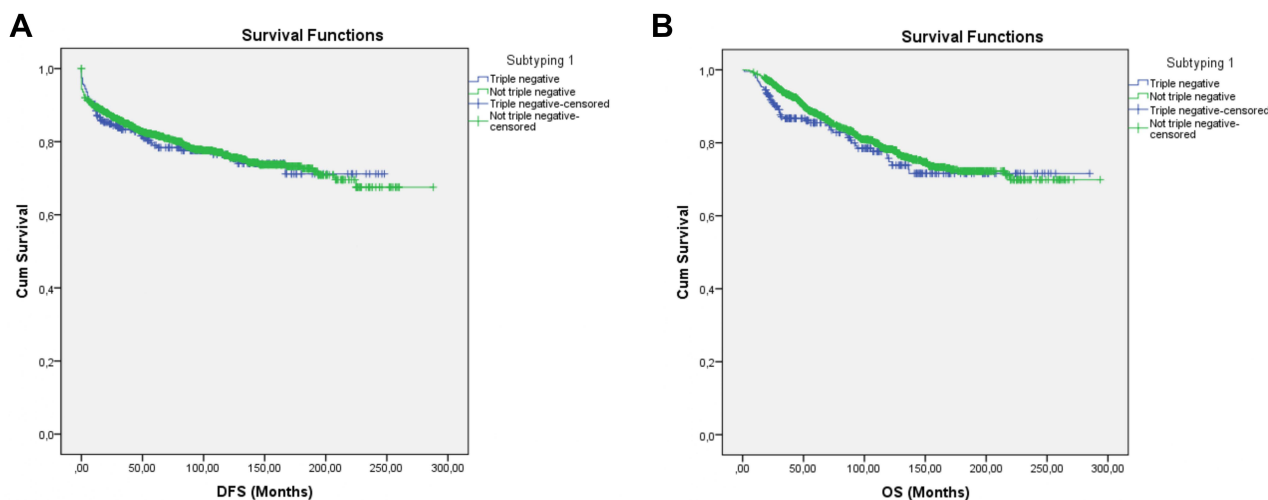 A
Survival Functions
Subtyping 1
Triple negative
Not triple negative
Triple negative-censored
Not triple negative-
censored
Cum Survival
1,0
0,8
0,6
0,4
0,2
0,0
,00 50,00 100,00 150,00 200,00 250,00 300,00
DFS (Months)
B
Survival Functions
Subtyping 1
Triple negative
Not triple negative
Triple negative-censored
Not triple negative-
censored
Cum Survival
1,0
0,8
0,6
0,4
0,2
0,0
,00 50,00 100,00 150,00 200,00 250,00 300,00
OS (Months)